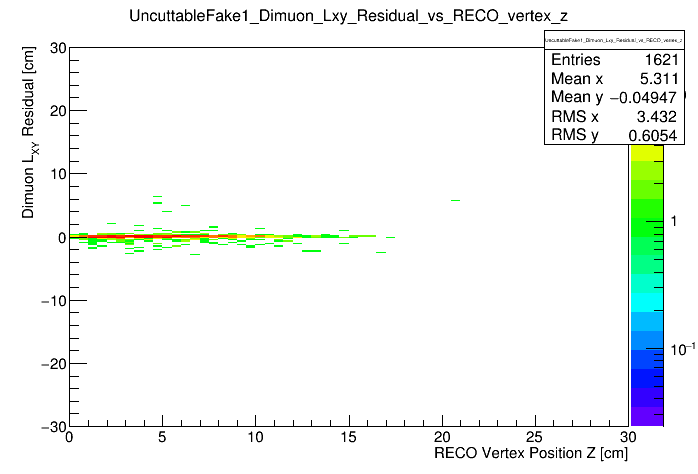 UncuttableFake1_Dimuon_Lxy_Residual_vs_RECO_vertex_z
UncuttableFake1_Dimuon_Lxy_Residual_vs_RECO_vertex_z
Entries 1621
Mean x 5.311
Mean y −0.04947
RMS x 3.432
RMS y 0.6054
Dimuon L_XY Residual [cm]
30
20
10
0
−10
−20
−30
0 5 10 15 20 25 30
RECO Vertex Position Z [cm]
1
10⁻¹